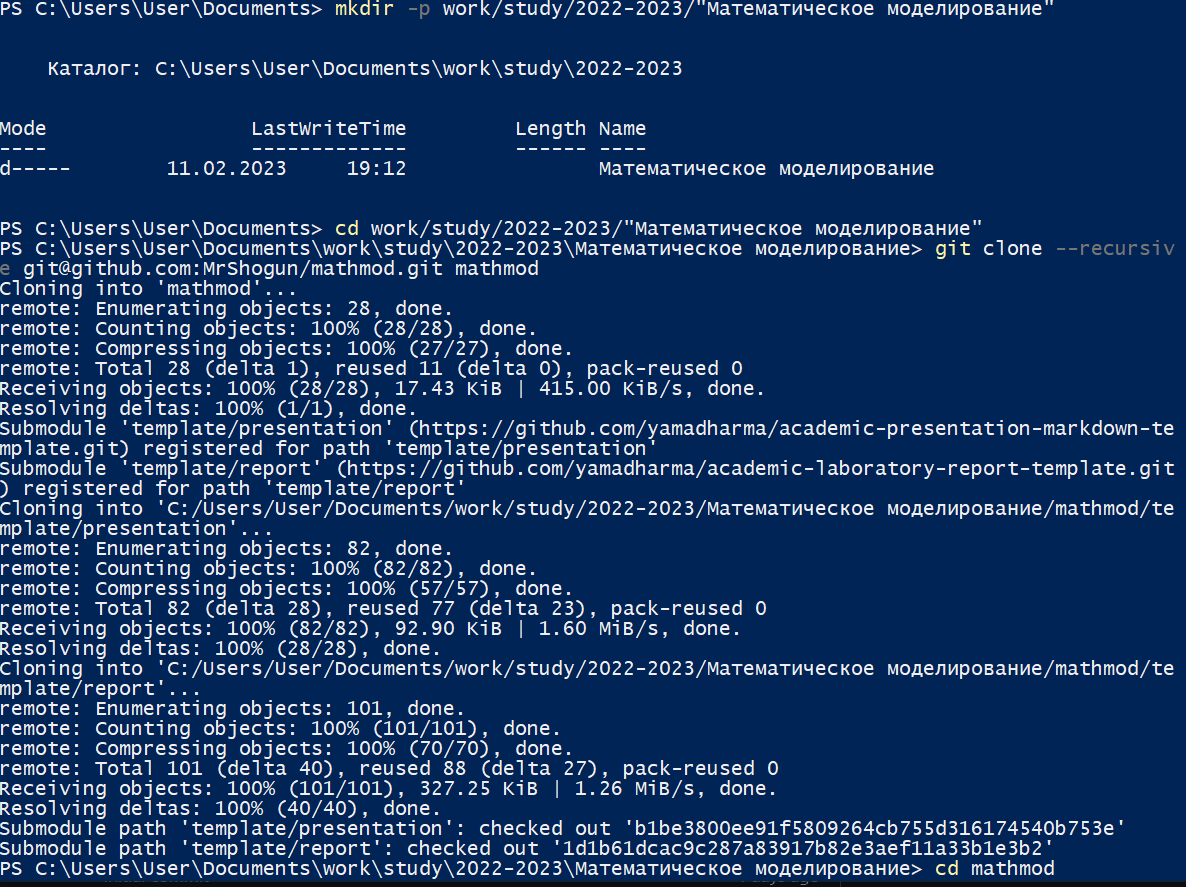 PS C:\Users\User\Documents> mkdir -p work/study/2022-2023/"Математическое моделирование"
Каталог: C:\Users\User\Documents\work\study\2022-2023
Mode LastWriteTime Length Name
---- ------------- ------ ----
d----- 11.02.2023 19:12 Математическое моделирование
PS C:\Users\User\Documents> cd work/study/2022-2023/"Математическое моделирование"
PS C:\Users\User\Documents\work\study\2022-2023\Математическое моделирование> git clone --recursiv
e git@github.com:MrShogun/mathmod.git mathmod
Cloning into 'mathmod'...
remote: Enumerating objects: 28, done.
remote: Counting objects: 100% (28/28), done.
remote: Compressing objects: 100% (27/27), done.
remote: Total 28 (delta 1), reused 11 (delta 0), pack-reused 0
Receiving objects: 100% (28/28), 17.43 KiB | 415.00 KiB/s, done.
Resolving deltas: 100% (1/1), done.
Submodule 'template/presentation' (https://github.com/yamadharma/academic-presentation-markdown-te
mplate.git) registered for path 'template/presentation'
Submodule 'template/report' (https://github.com/yamadharma/academic-laboratory-report-template.git
) registered for path 'template/report'
Cloning into 'C:/Users/User/Documents/work/study/2022-2023/Математическое моделирование/mathmod/te
mplate/presentation'...
remote: Enumerating objects: 82, done.
remote: Counting objects: 100% (82/82), done.
remote: Compressing objects: 100% (57/57), done.
remote: Total 82 (delta 28), reused 77 (delta 23), pack-reused 0
Receiving objects: 100% (82/82), 92.90 KiB | 1.60 MiB/s, done.
Resolving deltas: 100% (28/28), done.
Cloning into 'C:/Users/User/Documents/work/study/2022-2023/Математическое моделирование/mathmod/te
mplate/report'...
remote: Enumerating objects: 101, done.
remote: Counting objects: 100% (101/101), done.
remote: Compressing objects: 100% (70/70), done.
remote: Total 101 (delta 40), reused 88 (delta 27), pack-reused 0
Receiving objects: 100% (101/101), 327.25 KiB | 1.26 MiB/s, done.
Resolving deltas: 100% (40/40), done.
Submodule path 'template/presentation': checked out 'b1be3800ee91f5809264cb755d316174540b753e'
Submodule path 'template/report': checked out '1d1b61dcac9c287a83917b82e3aef11a33b1e3b2'
PS C:\Users\User\Documents\work\study\2022-2023\Математическое моделирование> cd mathmod